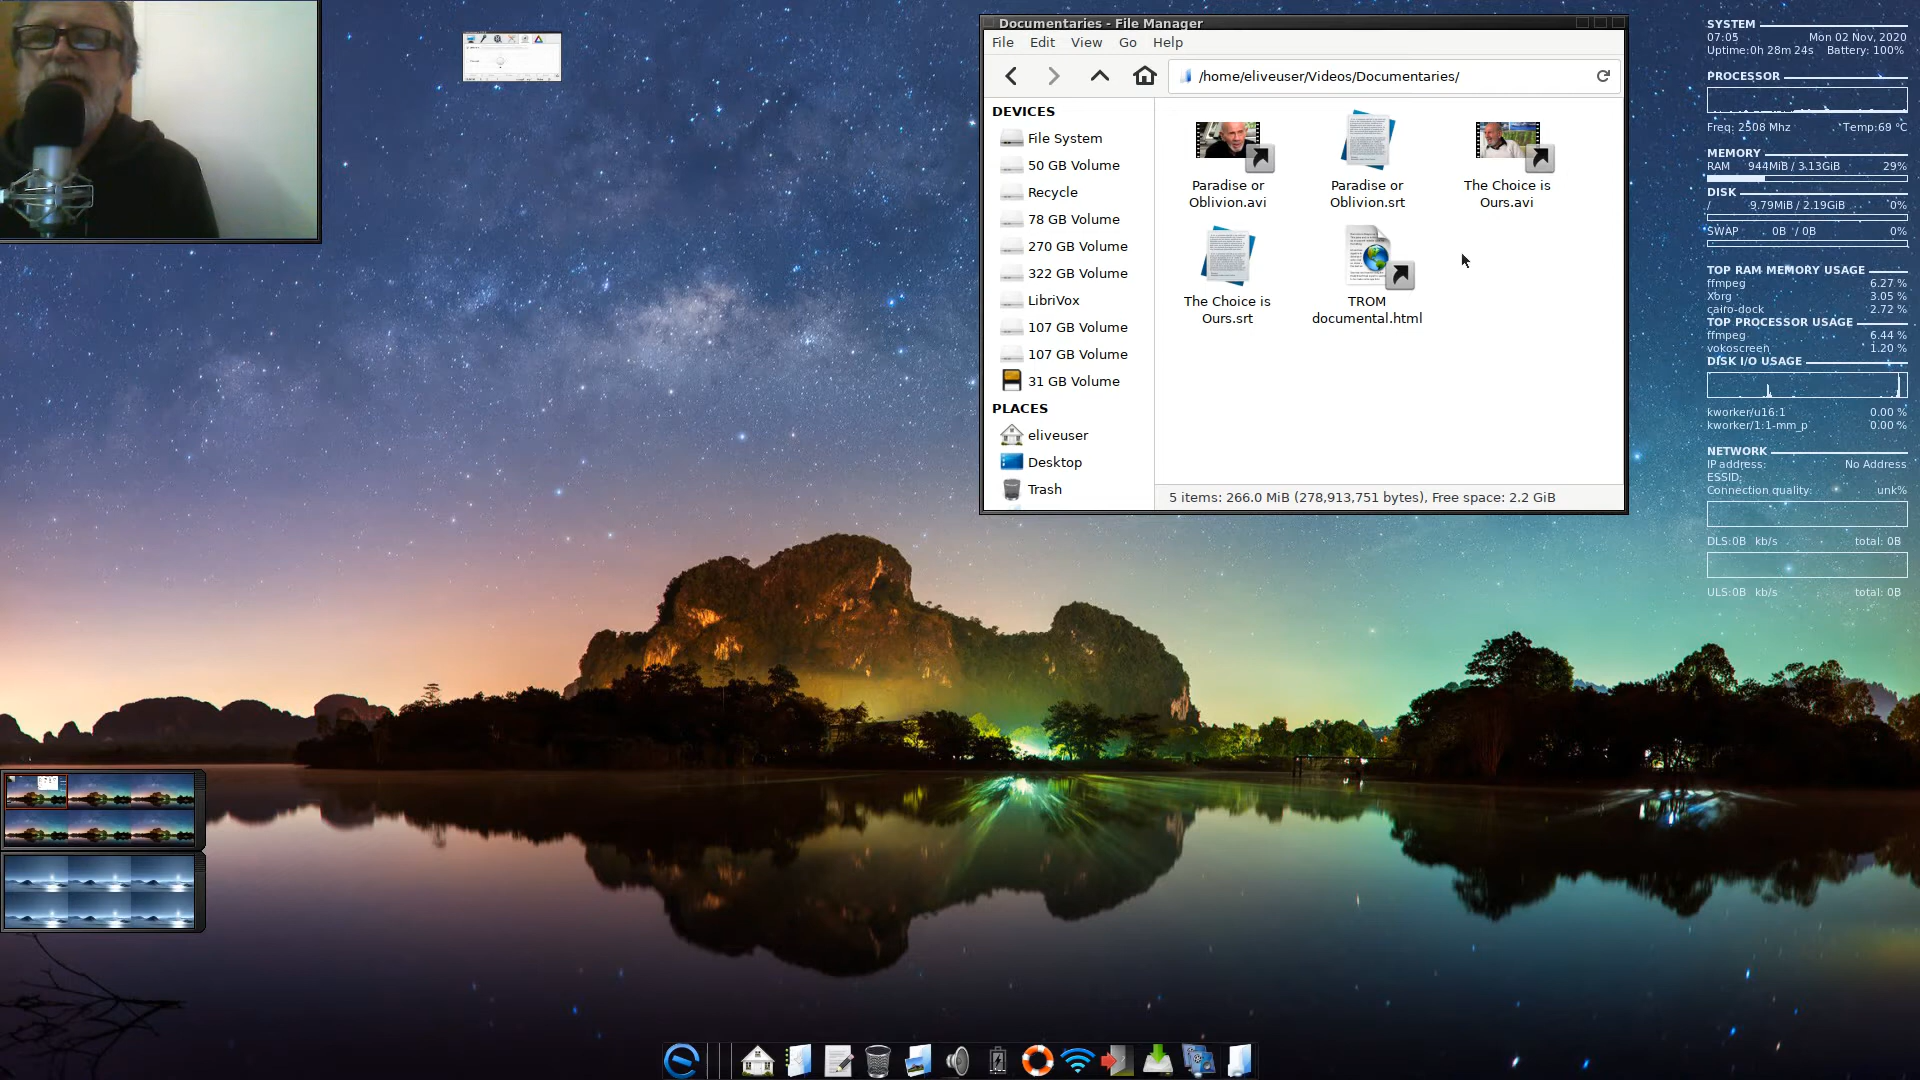 Documentaries - File Manager
File Edit View Go Help
/home/eliveuser/Videos/Documentaries/
DEVICES
File System
50 GB Volume
Recycle
78 GB Volume
270 GB Volume
322 GB Volume
LibriVox
107 GB Volume
107 GB Volume
31 GB Volume
PLACES
eliveuser
Desktop
Trash
Paradise or
Oblivion.avi
Paradise or
Oblivion.srt
The Choice is
Ours.avi
The Choice is
Ours.srt
TROM
documental.html
5 items: 266.0 MiB (278,913,751 bytes), Free space: 2.2 GiB
SYSTEM
07:05 Mon 02 Nov, 2020
Uptime:0h 28m 24s Battery: 100%
PROCESSOR
Freq: 2508 Mhz Temp:69 °C
MEMORY
RAM 944MiB / 3.13GiB 29%
DISK
/ 9.79MiB / 2.19GiB 0%
SWAP 0B / 0B 0%
TOP RAM MEMORY USAGE
ffmpeg 6.27 %
Xorg 3.05 %
cairo-dock 2.72 %
TOP PROCESSOR USAGE
ffmpeg 6.44 %
vokoscreen 1.20 %
DISK I/O USAGE
kworker/u16:1 0.00 %
kworker/1:1-mm_p 0.00 %
NETWORK
IP address: No Address
ESSID:
Connection quality: unk%
DLS:0B kb/s total: 0B
ULS:0B kb/s total: 0B